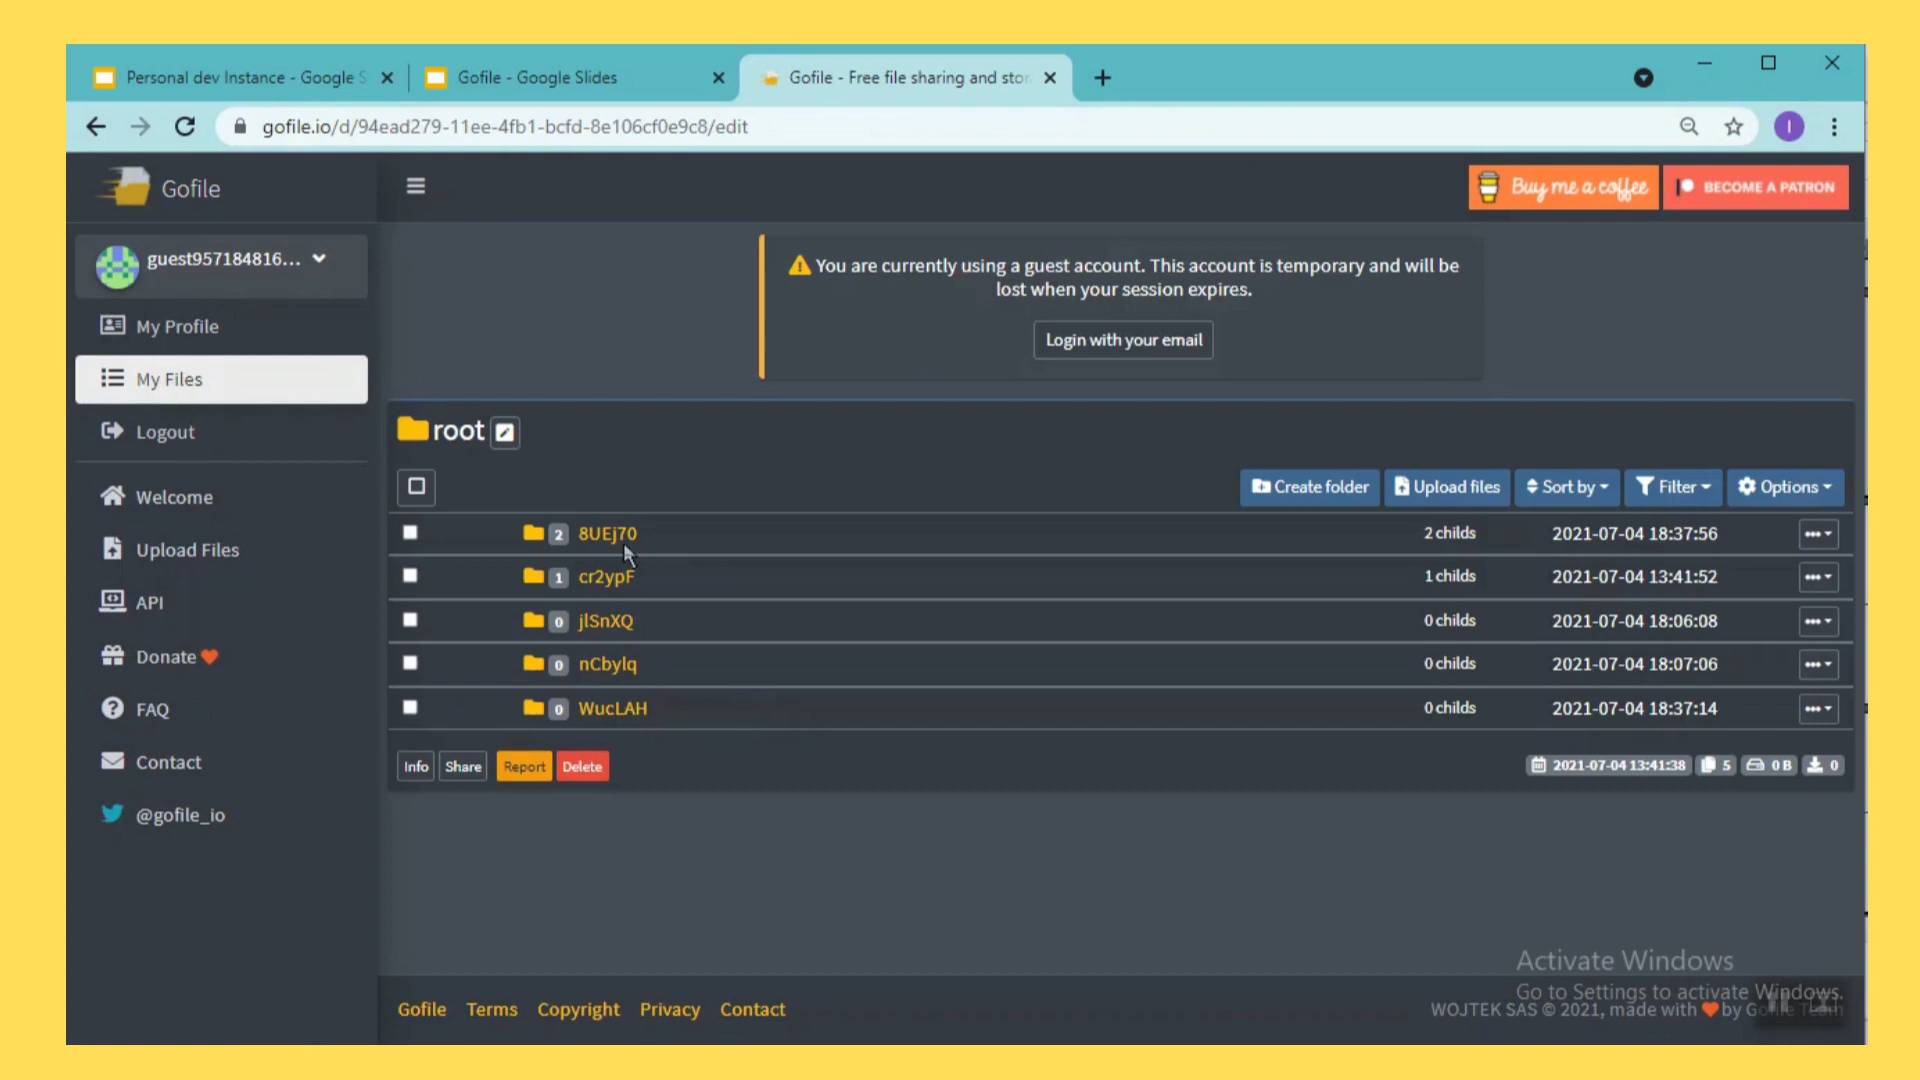 Personal dev Instance - Google S
Gofile - Google Slides
Gofile - Free file sharing and stor
gofile.io/d/94ead279-11ee-4fb1-bcfd-8e106cf0e9c8/edit
I
Gofile
Buy me a coffee
BECOME A PATRON
guest957184816...
You are currently using a guest account. This account is temporary and will be
lost when your session expires.
Login with your email
My Profile
My Files
Logout
Welcome
Upload Files
API
Donate
FAQ
Contact
@gofile_io
root
Create folder
Upload files
Sort by
Filter
Options
2 8UEj70 2 childs 2021-07-04 18:37:56
1 cr2ypF 1 childs 2021-07-04 13:41:52
0 jlSnXQ 0 childs 2021-07-04 18:06:08
0 nCbylq 0 childs 2021-07-04 18:07:06
0 WucLAH 0 childs 2021-07-04 18:37:14
Info Share Report Delete
2021-07-04 13:41:38 5 0 B 0
Activate Windows
Go to Settings to activate Windows.
Gofile Terms Copyright Privacy Contact
WOJTEK SAS © 2021, made with by Gofile Team